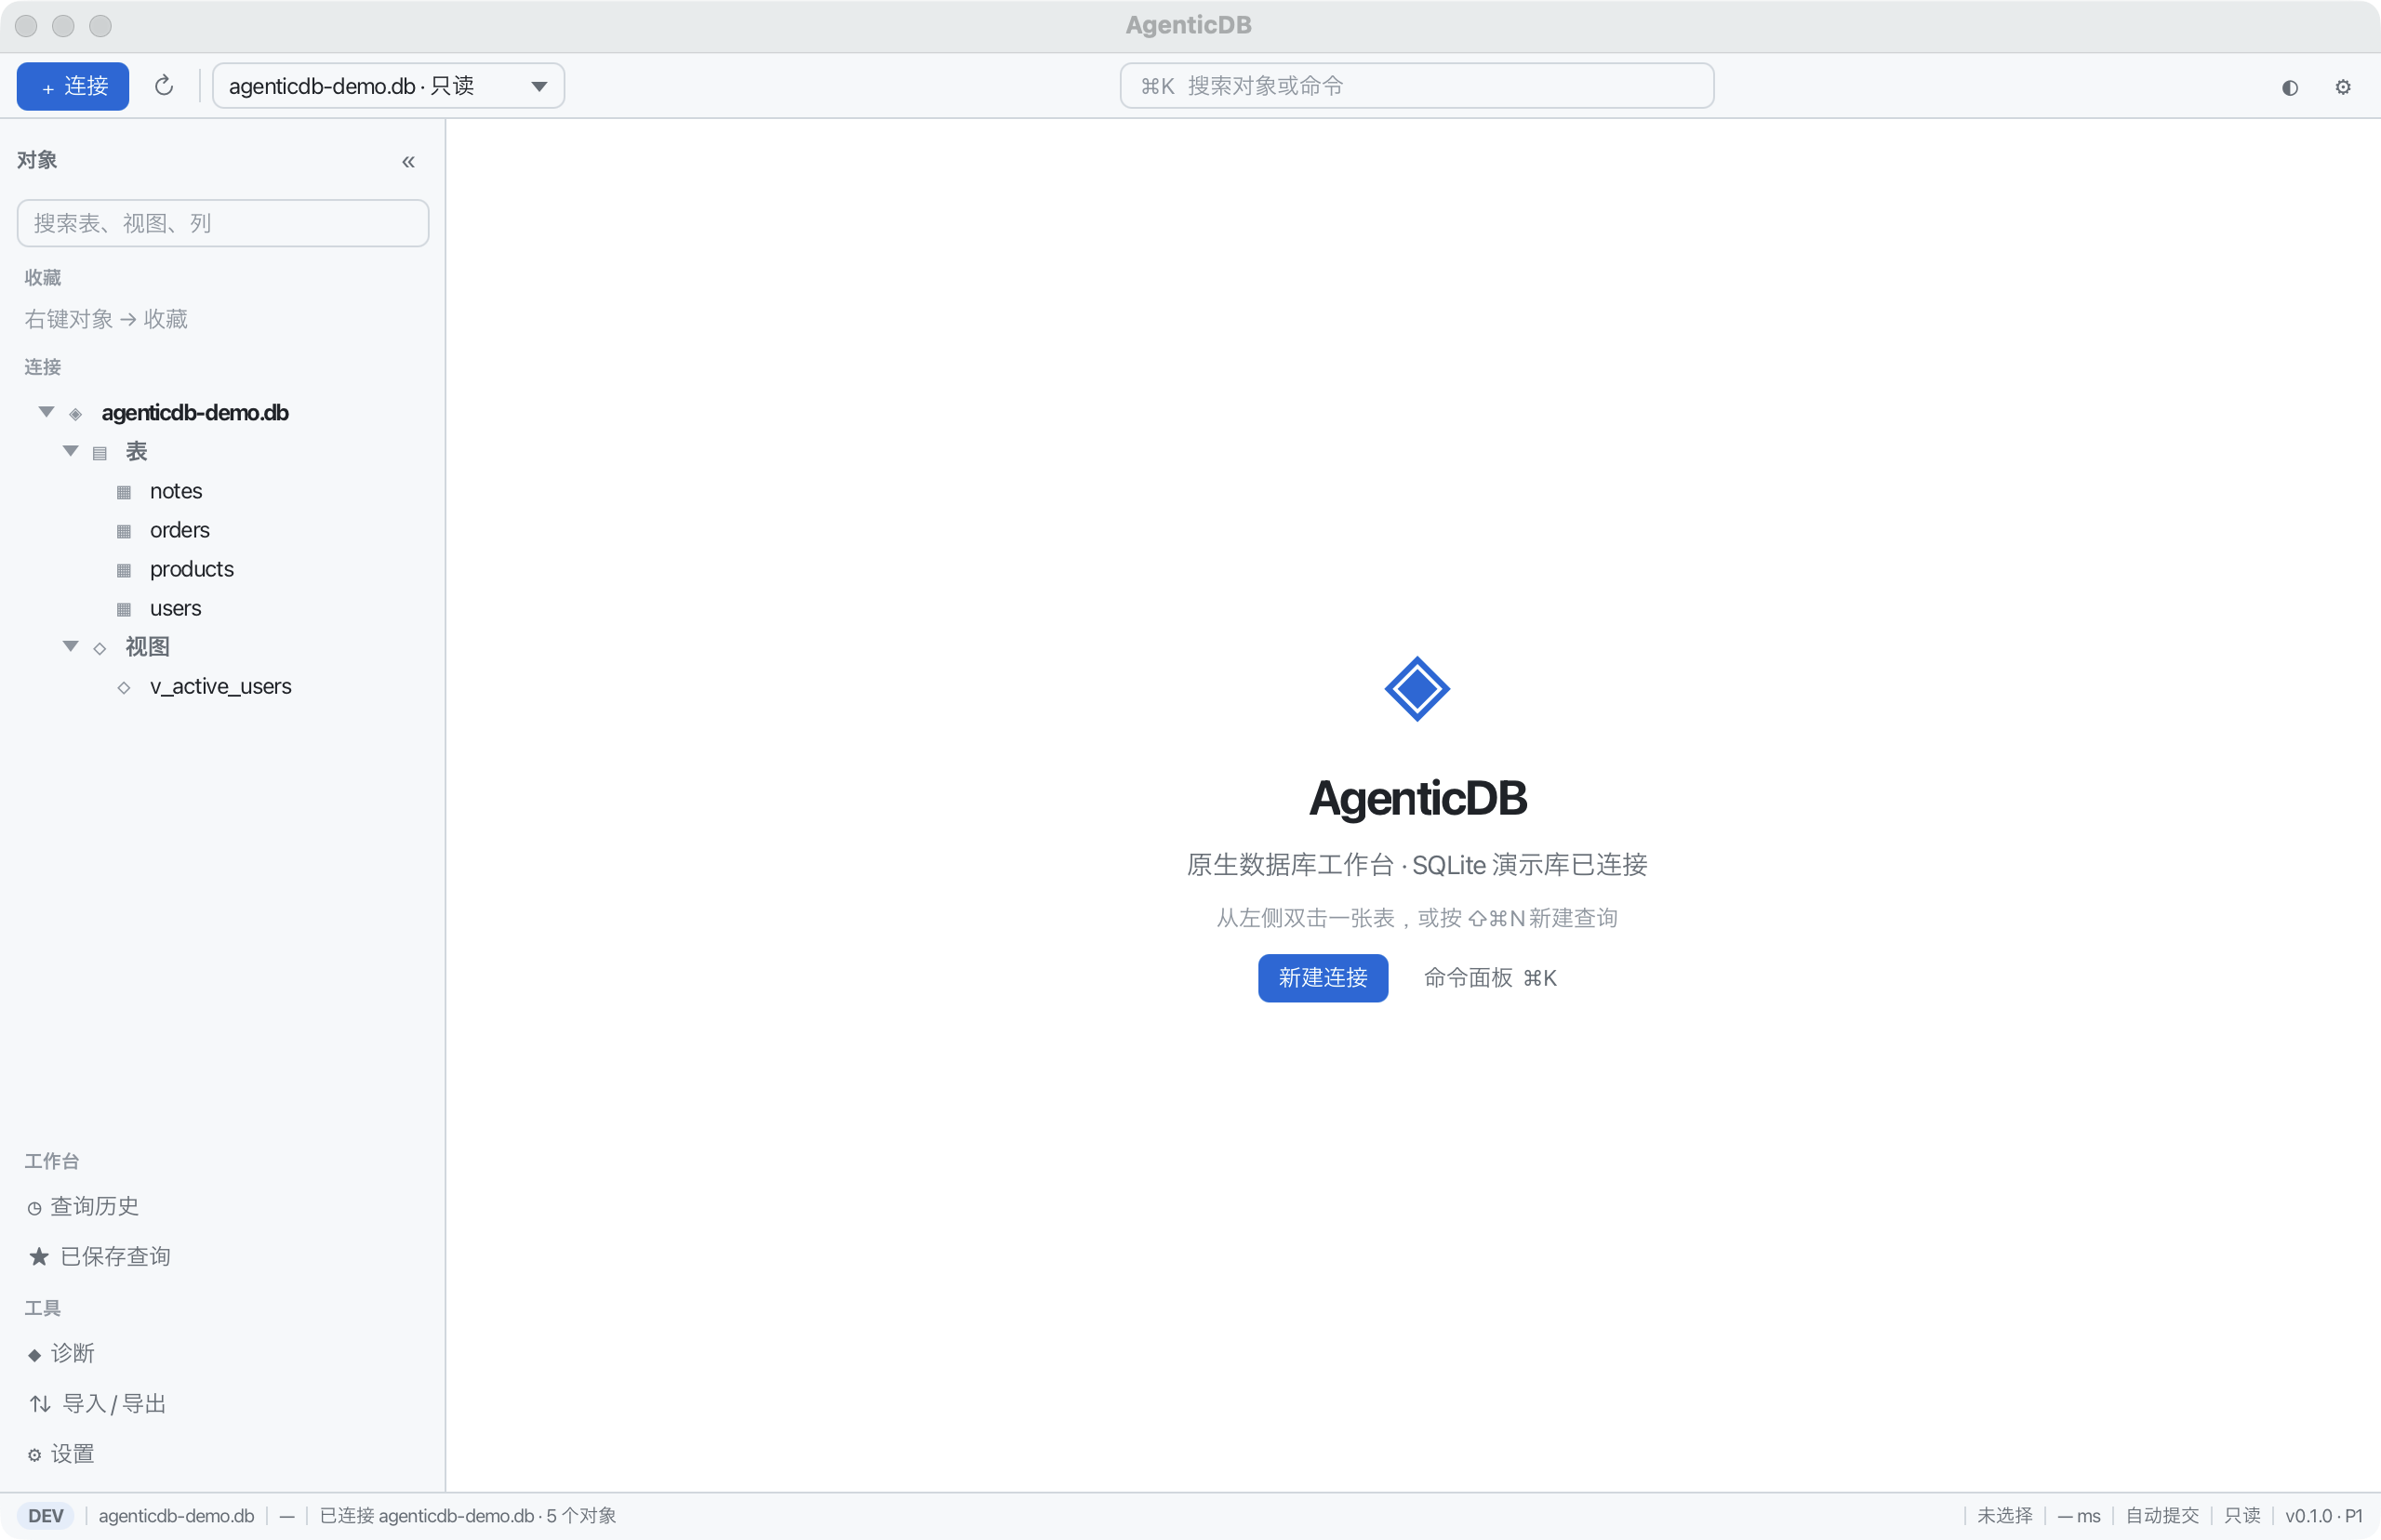 AgenticDB
+ 连接
agenticdb-demo.db · 只读
⌘K 搜索对象或命令
对象
«
搜索表、视图、列
收藏
右键对象 → 收藏
连接
agenticdb-demo.db
表
notes
orders
products
users
视图
v_active_users
工作台
查询历史
已保存查询
工具
诊断
导入 / 导出
设置
AgenticDB
原生数据库工作台 · SQLite 演示库已连接
从左侧双击一张表，或按 ⇧⌘N 新建查询
新建连接
命令面板 ⌘K
DEV | agenticdb-demo.db | — | 已连接 agenticdb-demo.db · 5 个对象
未选择 | — ms | 自动提交 | 只读 | v0.1.0 · P1